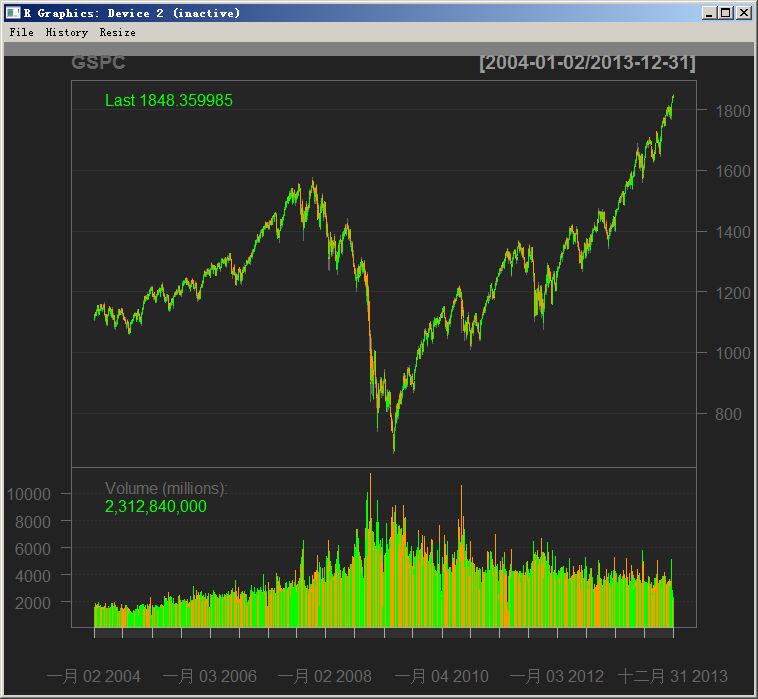 R Graphics: Device 2 (inactive)
File History Resize
GSPC [2004-01-02/2013-12-31]
Last 1848.359985
1800
1600
1400
1200
1000
800
Volume (millions):
2,312,840,000
10000
8000
6000
4000
2000
一月 02 2004 一月 03 2006 一月 02 2008 一月 04 2010 一月 03 2012 十二月 31 2013